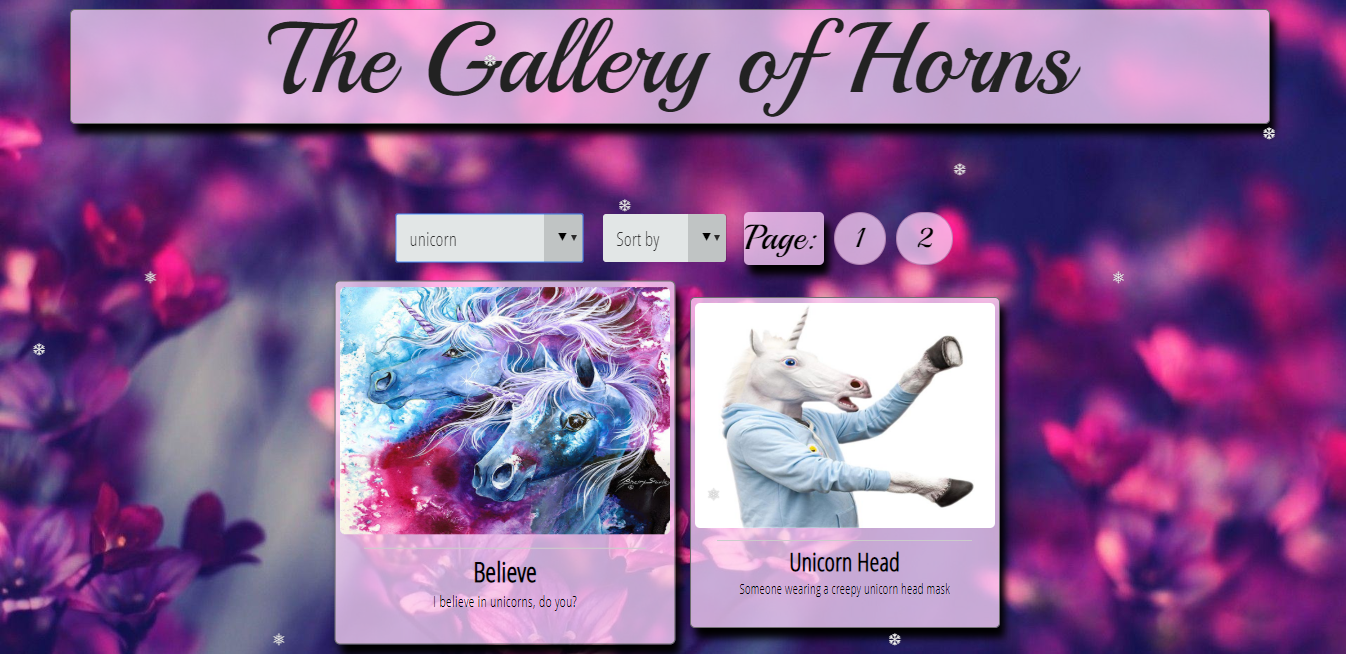 The Gallery of Horns
unicorn
Sort by
Page:
1
2
Believe
I believe in unicorns, do you?
Unicorn Head
Someone wearing a creepy unicorn head mask